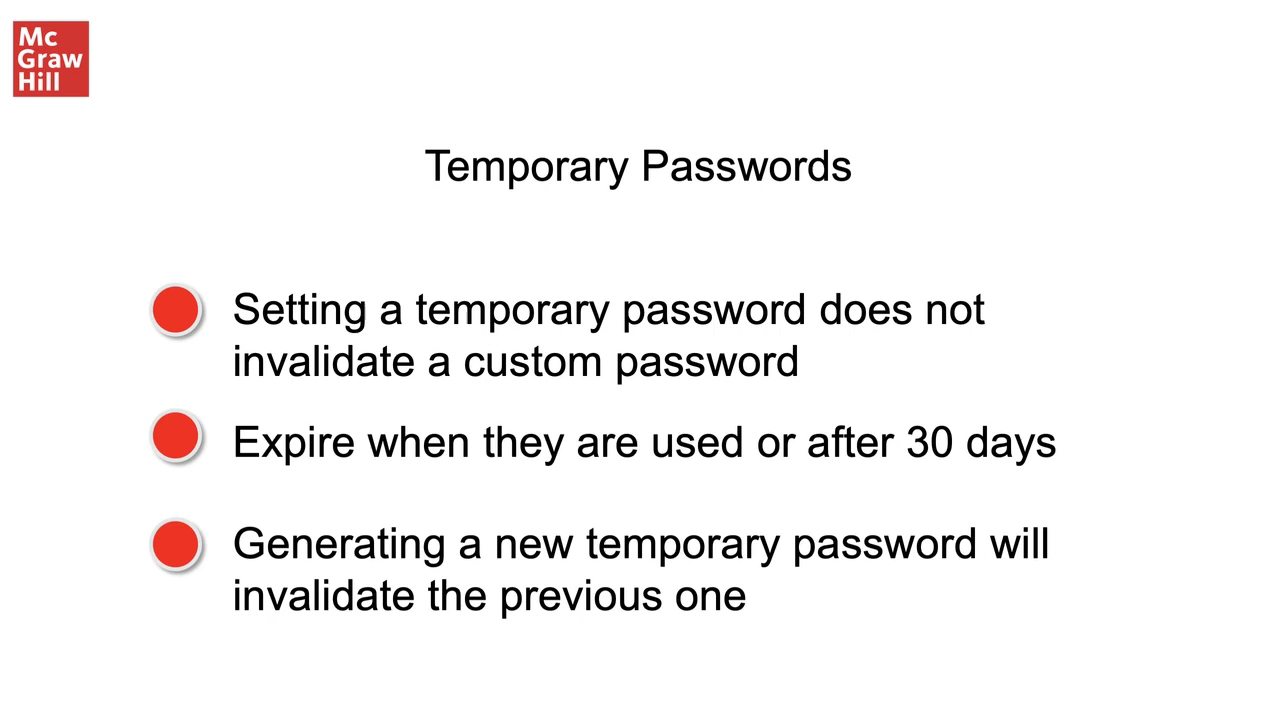 Mc
Graw
Hill
Temporary Passwords
Setting a temporary password does not
invalidate a custom password
Expire when they are used or after 30 days
Generating a new temporary password will
invalidate the previous one